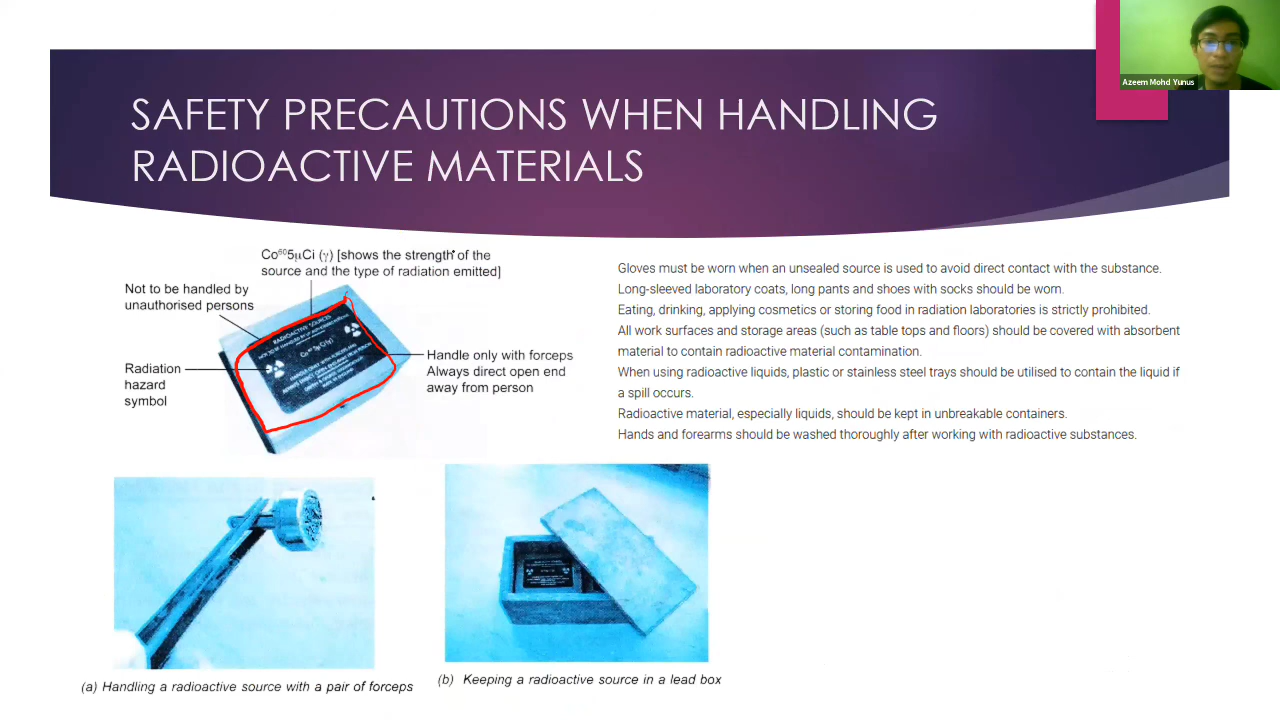 Azeem Mohd Yunus
SAFETY PRECAUTIONS WHEN HANDLING
RADIOACTIVE MATERIALS
Co⁶⁰5µCi (γ) [shows the strength of the
source and the type of radiation emitted]
Not to be handled by
unauthorised persons
RADIOACTIVE SOURCES
Radiation
hazard
symbol
Handle only with forceps
Always direct open end
away from person
Gloves must be worn when an unsealed source is used to avoid direct contact with the substance.
Long-sleeved laboratory coats, long pants and shoes with socks should be worn.
Eating, drinking, applying cosmetics or storing food in radiation laboratories is strictly prohibited.
All work surfaces and storage areas (such as table tops and floors) should be covered with absorbent
material to contain radioactive material contamination.
When using radioactive liquids, plastic or stainless steel trays should be utilised to contain the liquid if
a spill occurs.
Radioactive material, especially liquids, should be kept in unbreakable containers.
Hands and forearms should be washed thoroughly after working with radioactive substances.
(a) Handling a radioactive source with a pair of forceps
(b) Keeping a radioactive source in a lead box